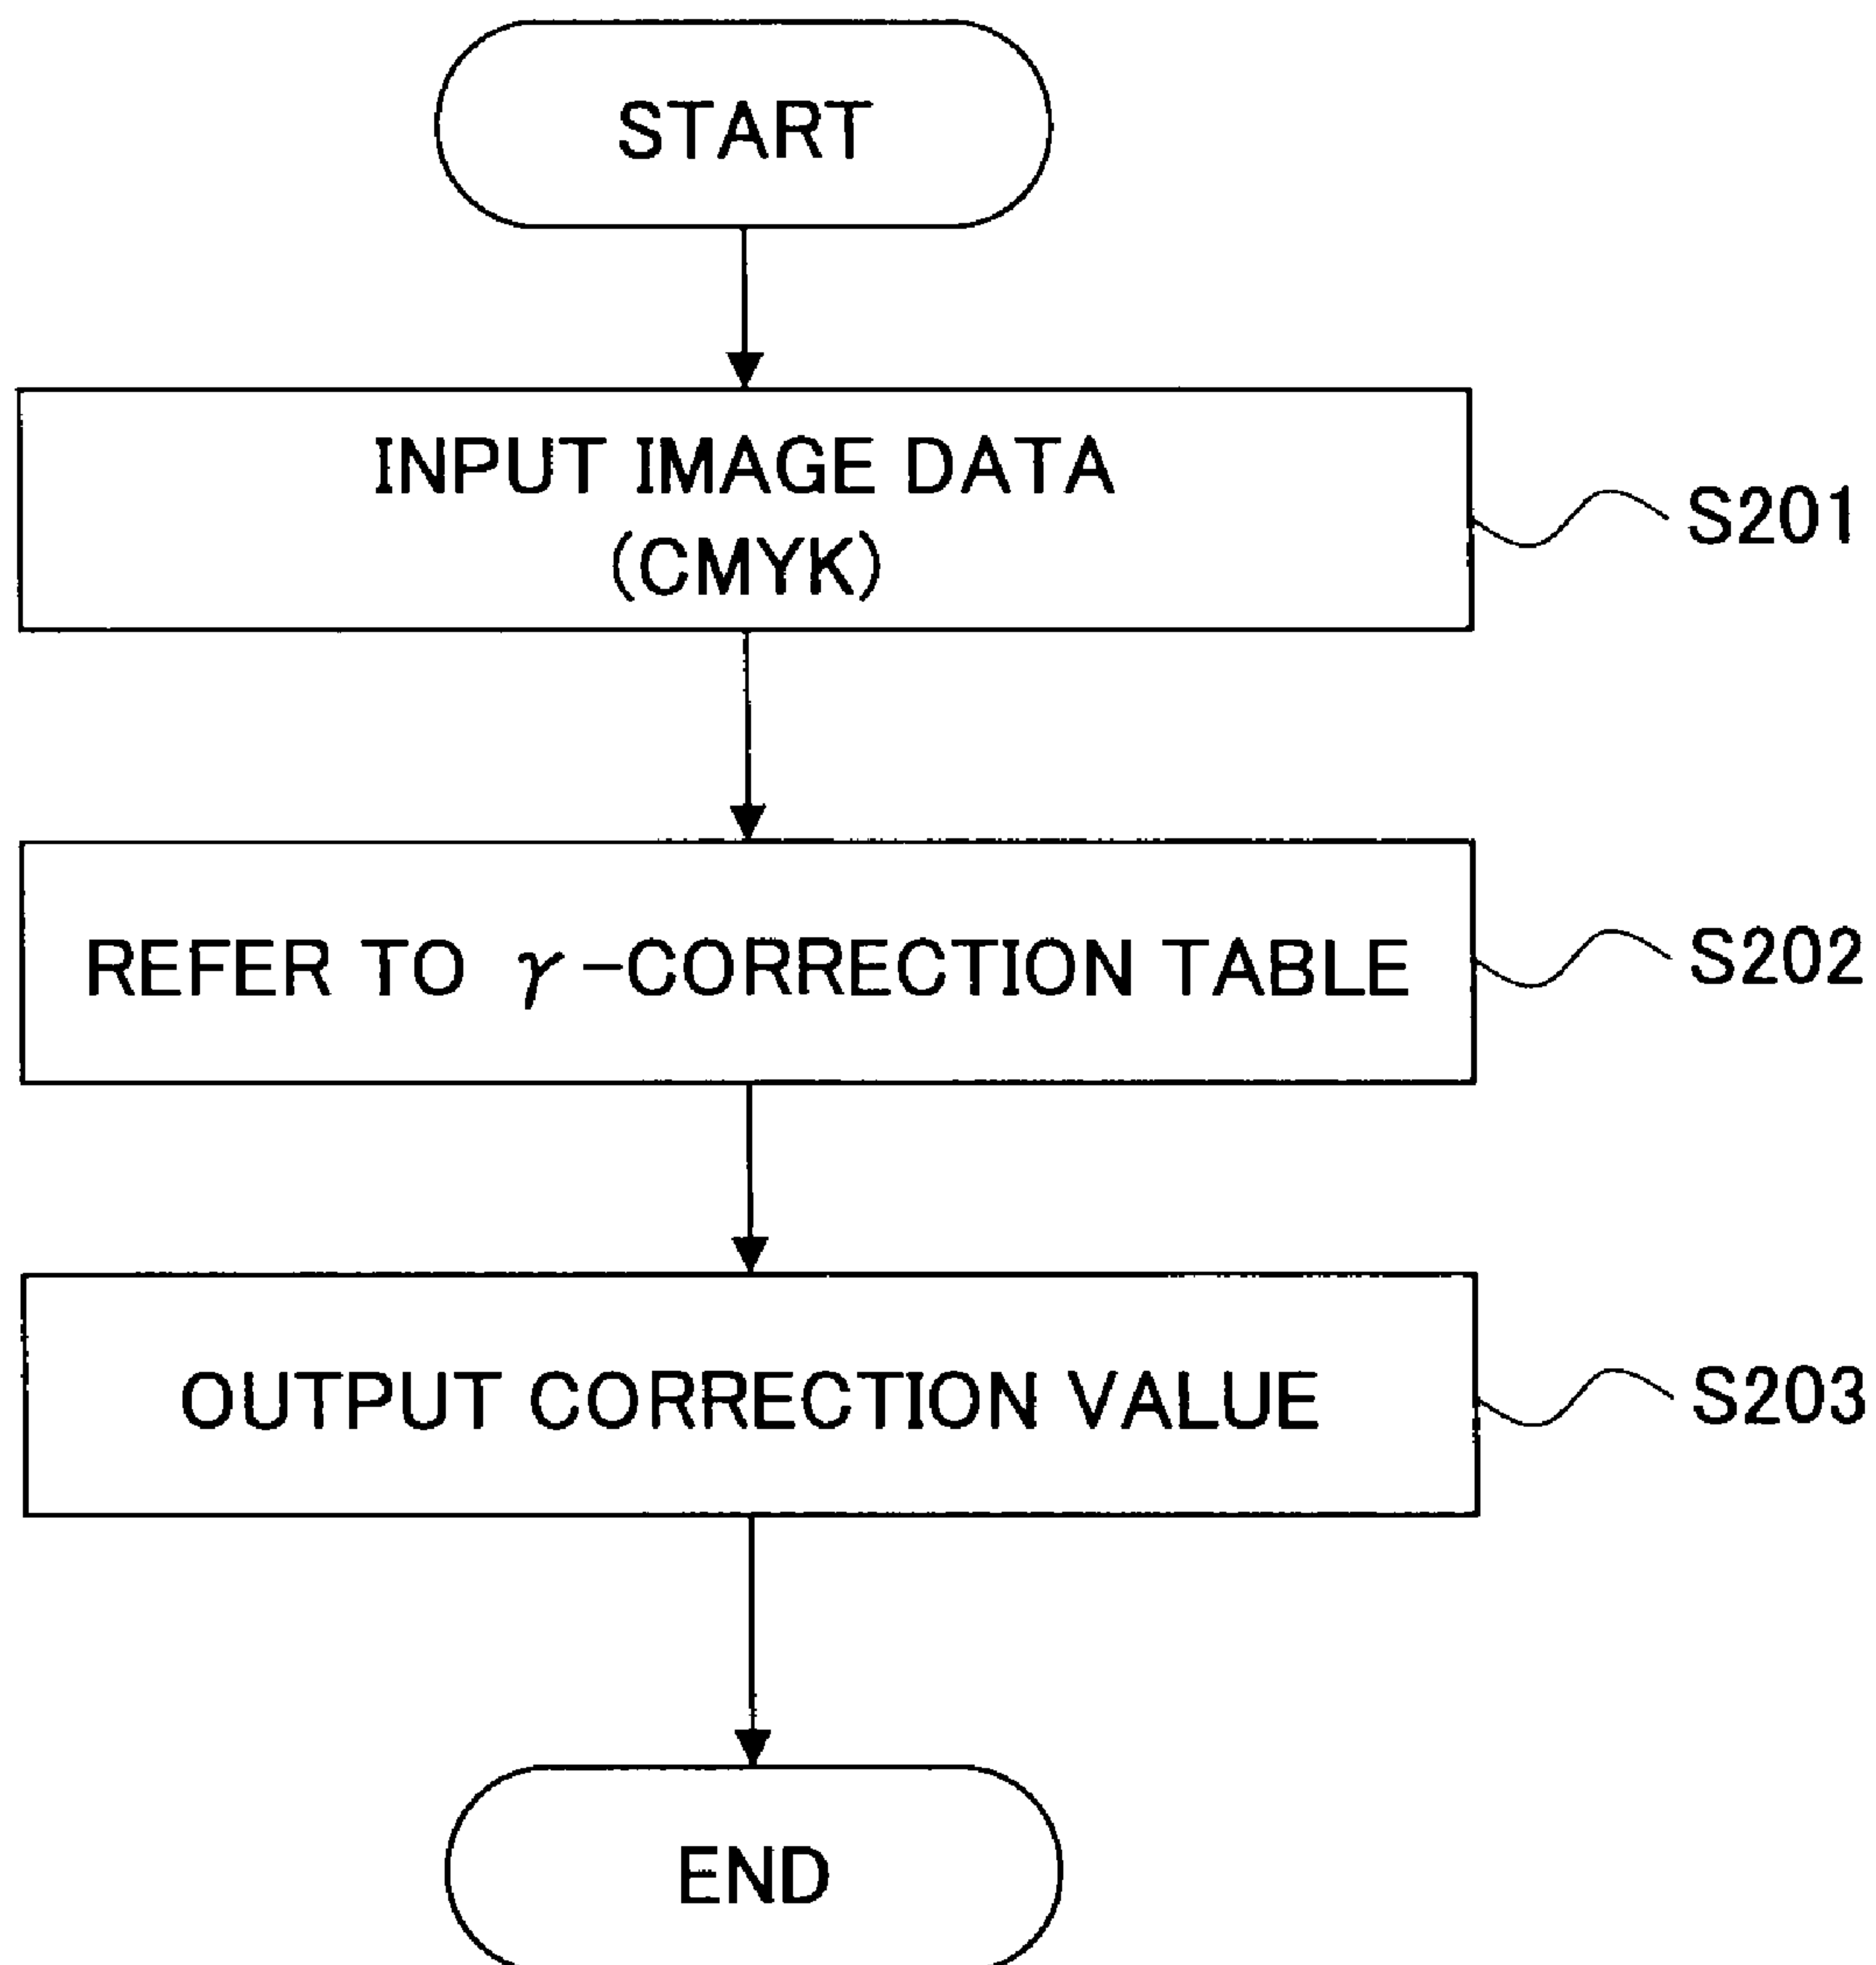 START
INPUT IMAGE DATA
(CMYK)
S201
REFER TO γ-CORRECTION TABLE
S202
OUTPUT CORRECTION VALUE
S203
END